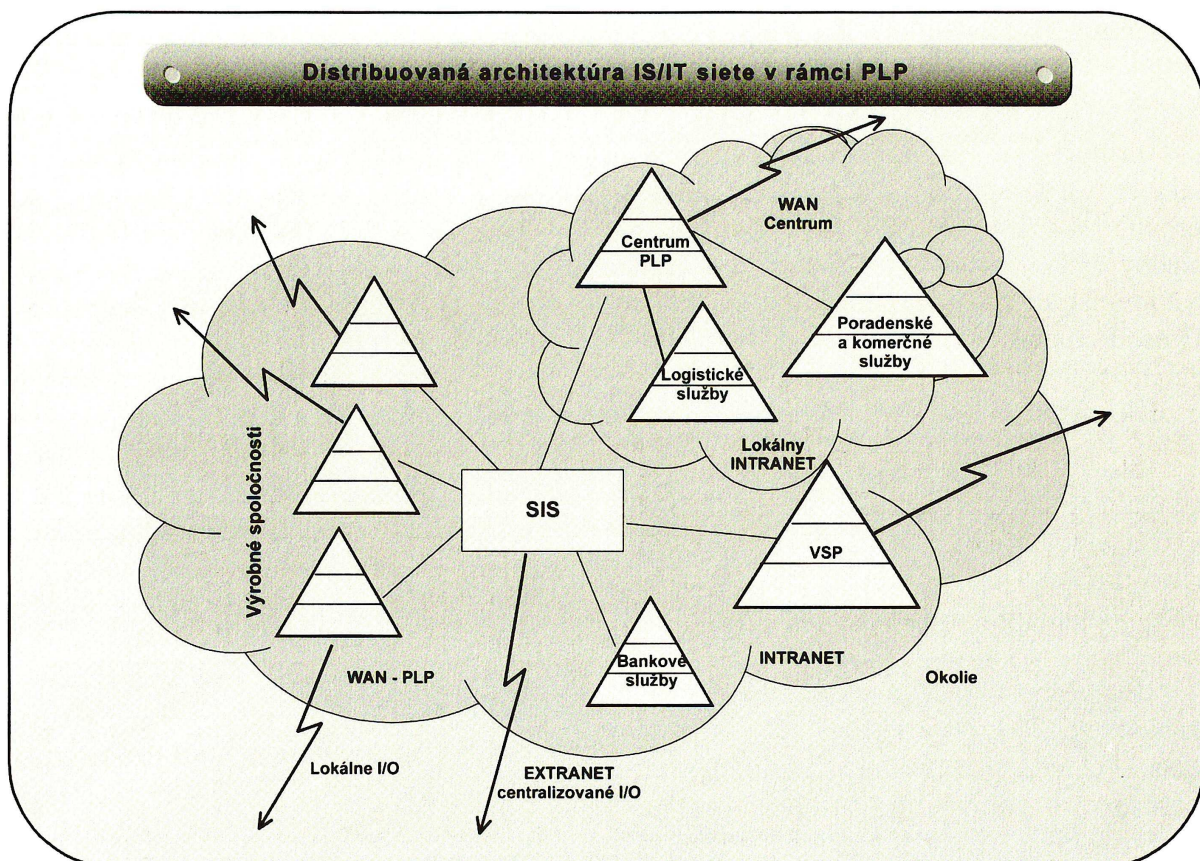 Distribuovaná architektúra IS/IT siete v rámci PLP
WAN
Centrum
Centrum
PLP
Poradenské
a komerčné
služby
Logistické
služby
Lokálny
INTRANET
Výrobné spoločnosti
SIS
VSP
Bankové
služby
INTRANET
WAN - PLP
Okolie
Lokálne I/O
EXTRANET
centralizované I/O